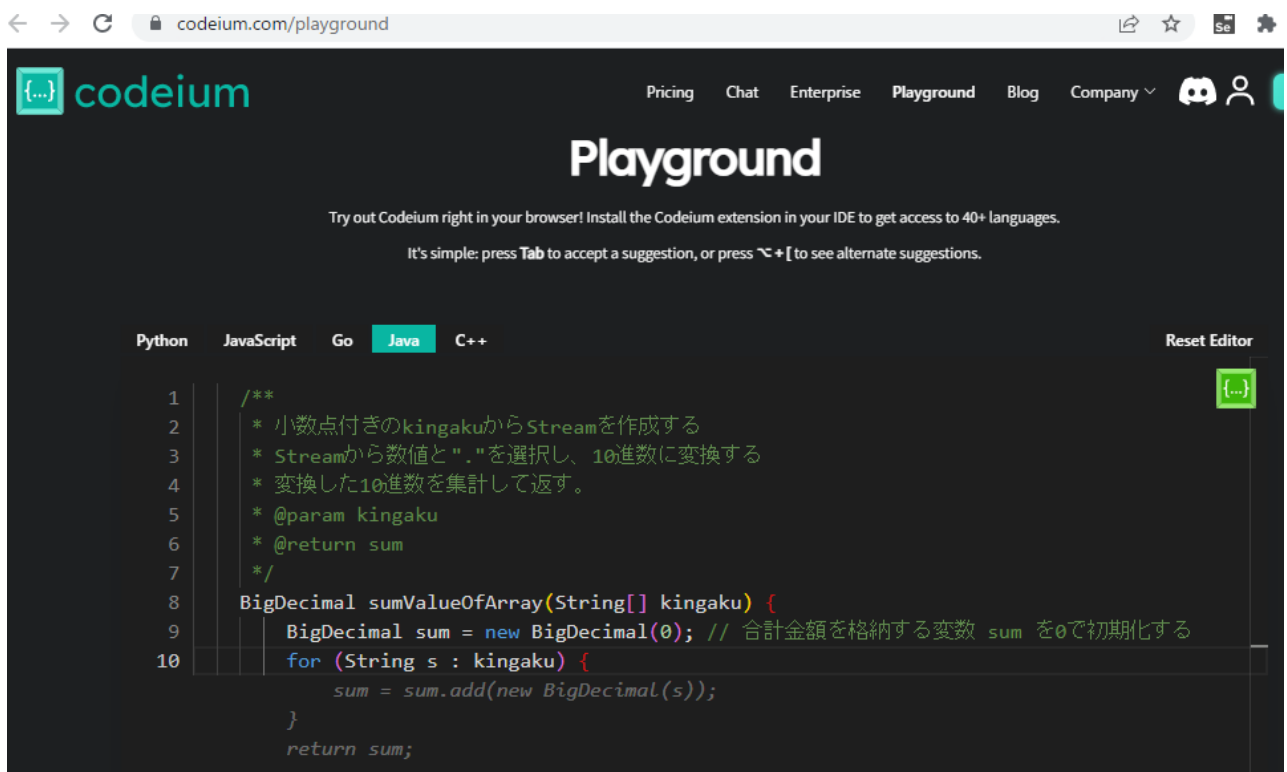 codeium.com/playground
Se
{...} codeium
Pricing Chat Enterprise Playground Blog Company
Playground
Try out Codeium right in your browser! Install the Codeium extension in your IDE to get access to 40+ languages.
It's simple: press Tab to accept a suggestion, or press ⌥ + [ to see alternate suggestions.
Python JavaScript Go Java C++ Reset Editor
{...}
1 /**
2 * 小数点付きのkingakuからStreamを作成する
3 * Streamから数値と"."を選択し、10進数に変換する
4 * 変換した10進数を集計して返す。
5 * @param kingaku
6 * @return sum
7 */
8 BigDecimal sumValueOfArray(String[] kingaku) {
9 BigDecimal sum = new BigDecimal(0); // 合計金額を格納する変数 sum を0で初期化する
10 for (String s : kingaku) {
sum = sum.add(new BigDecimal(s));
}
return sum;